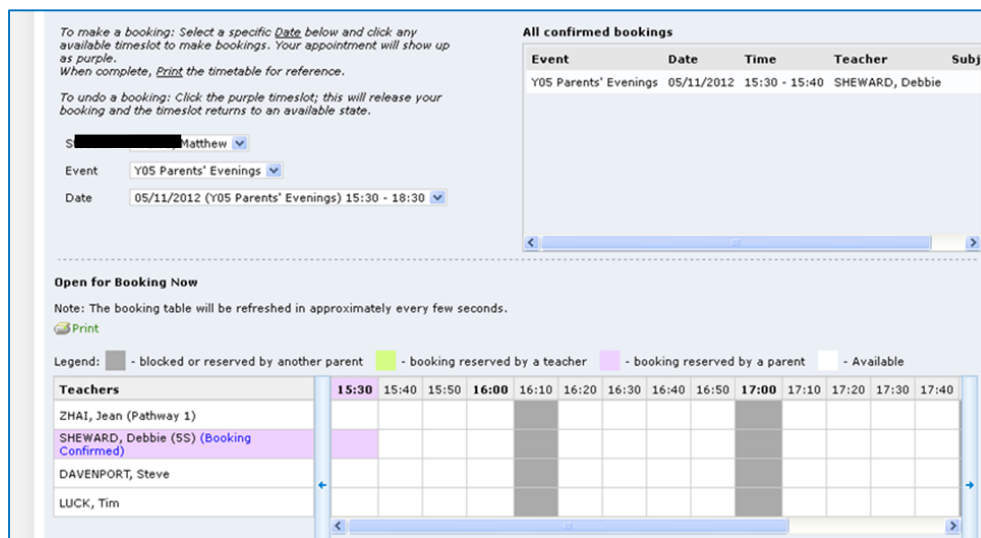 To make a booking: Select a specific Date below and click any
available timeslot to make bookings. Your appointment will show up
as purple.
When complete, Print the timetable for reference.
To undo a booking: Click the purple timeslot; this will release your
booking and the timeslot returns to an available state.
Matthew
Event Y05 Parents' Evenings
Date 05/11/2012 (Y05 Parents' Evenings) 15:30 - 18:30
All confirmed bookings
Event Date Time Teacher Subj
Y05 Parents' Evenings 05/11/2012 15:30 - 15:40 SHEWARD, Debbie
Open for Booking Now
Note: The booking table will be refreshed in approximately every few seconds.
Print
Legend: - blocked or reserved by another parent - booking reserved by a teacher - booking reserved by a parent - Available
Teachers 15:30 15:40 15:50 16:00 16:10 16:20 16:30 16:40 16:50 17:00 17:10 17:20 17:30 17:40
ZHAI, Jean (Pathway 1)
SHEWARD, Debbie (5S) (Booking
Confirmed)
DAVENPORT, Steve
LUCK, Tim